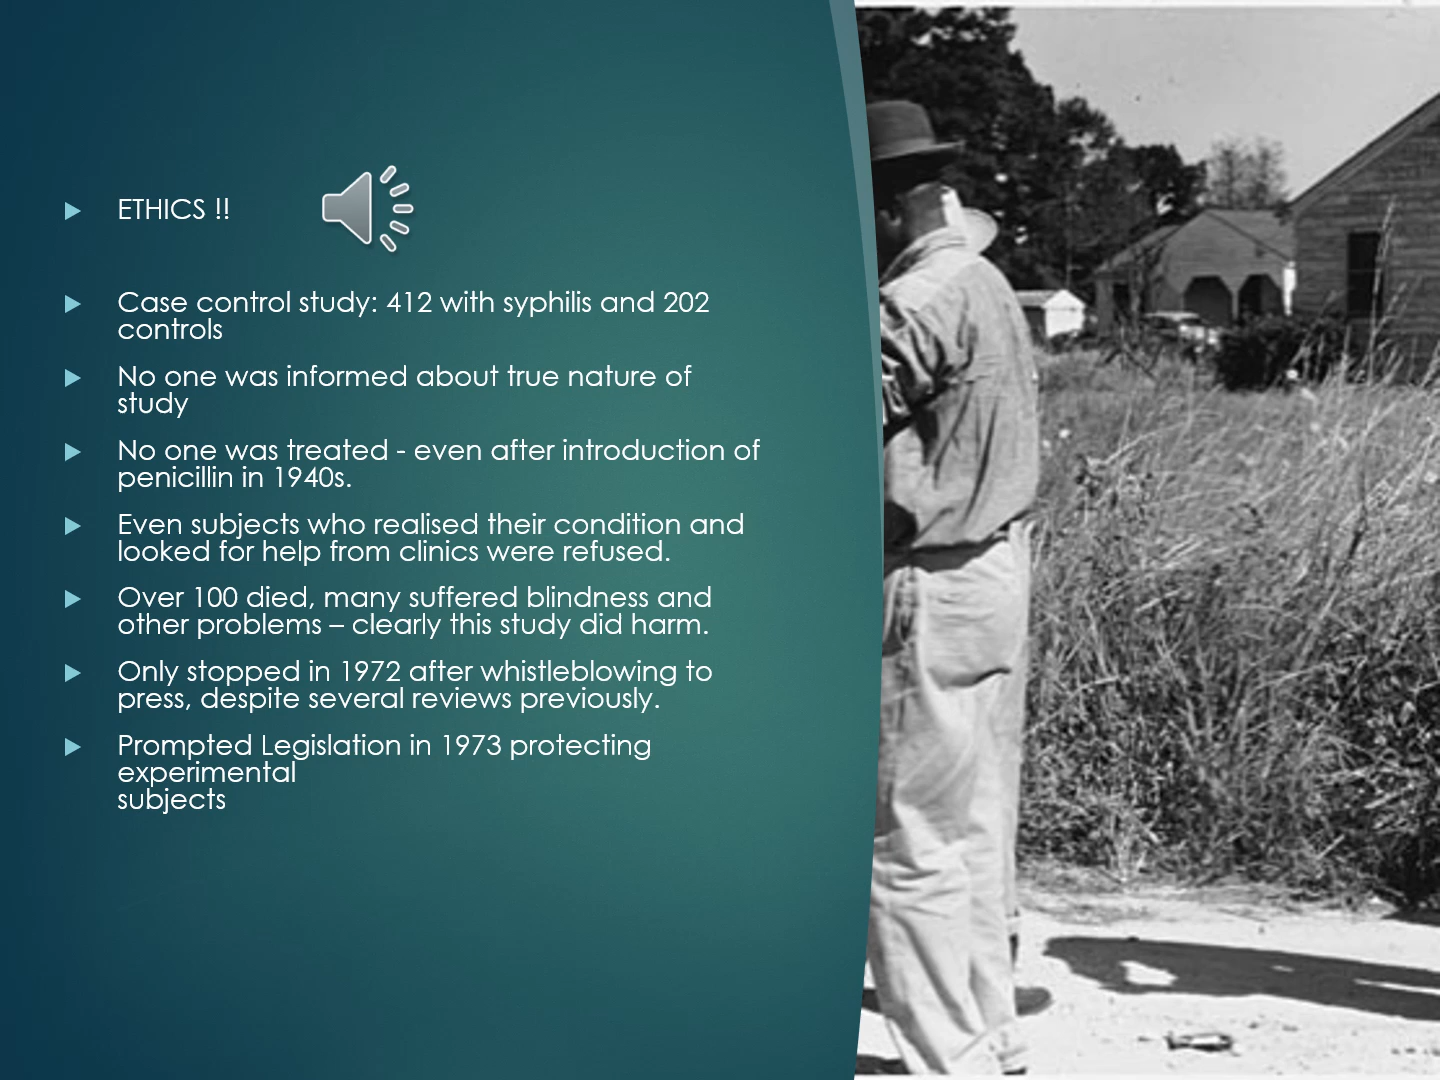 ETHICS !!
Case control study: 412 with syphilis and 202
controls
No one was informed about true nature of
study
No one was treated - even after introduction of
penicillin in 1940s.
Even subjects who realised their condition and
looked for help from clinics were refused.
Over 100 died, many suffered blindness and
other problems – clearly this study did harm.
Only stopped in 1972 after whistleblowing to
press, despite several reviews previously.
Prompted Legislation in 1973 protecting
experimental
subjects